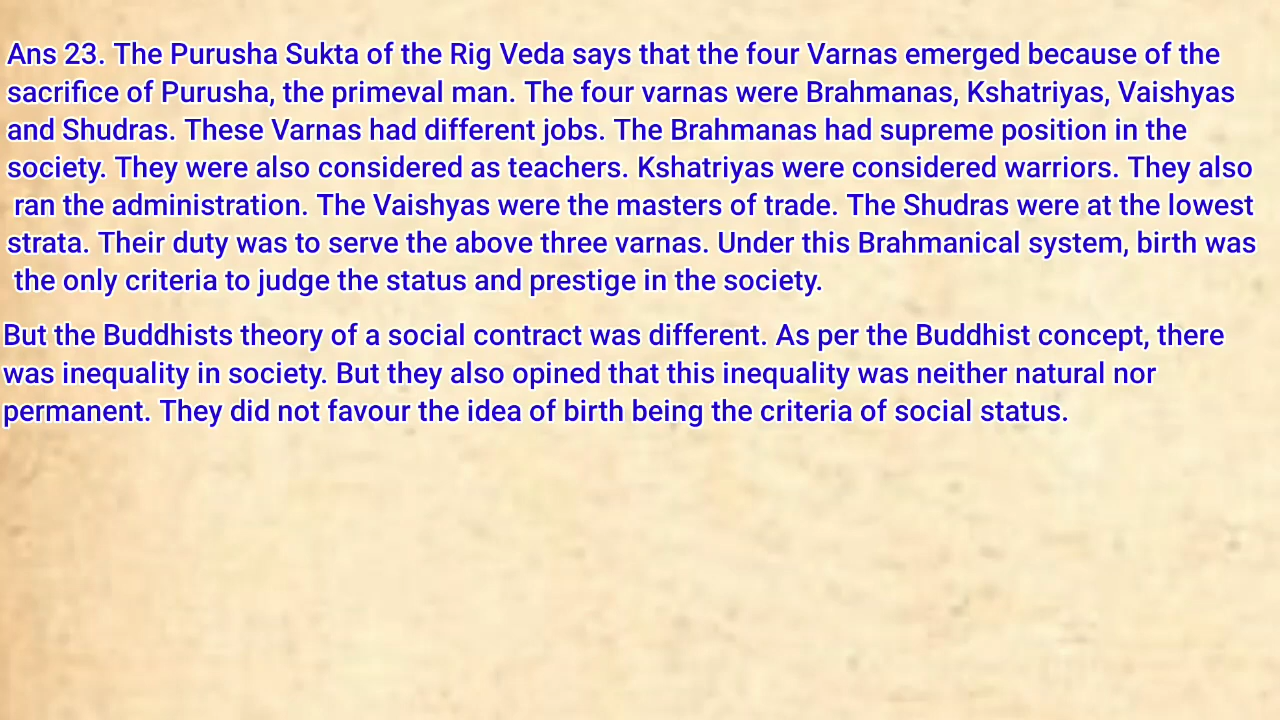 Ans 23. The Purusha Sukta of the Rig Veda says that the four Varnas emerged because of the
sacrifice of Purusha, the primeval man. The four varnas were Brahmanas, Kshatriyas, Vaishyas
and Shudras. These Varnas had different jobs. The Brahmanas had supreme position in the
society. They were also considered as teachers. Kshatriyas were considered warriors. They also
ran the administration. The Vaishyas were the masters of trade. The Shudras were at the lowest
strata. Their duty was to serve the above three varnas. Under this Brahmanical system, birth was
the only criteria to judge the status and prestige in the society.
But the Buddhists theory of a social contract was different. As per the Buddhist concept, there
was inequality in society. But they also opined that this inequality was neither natural nor
permanent. They did not favour the idea of birth being the criteria of social status.